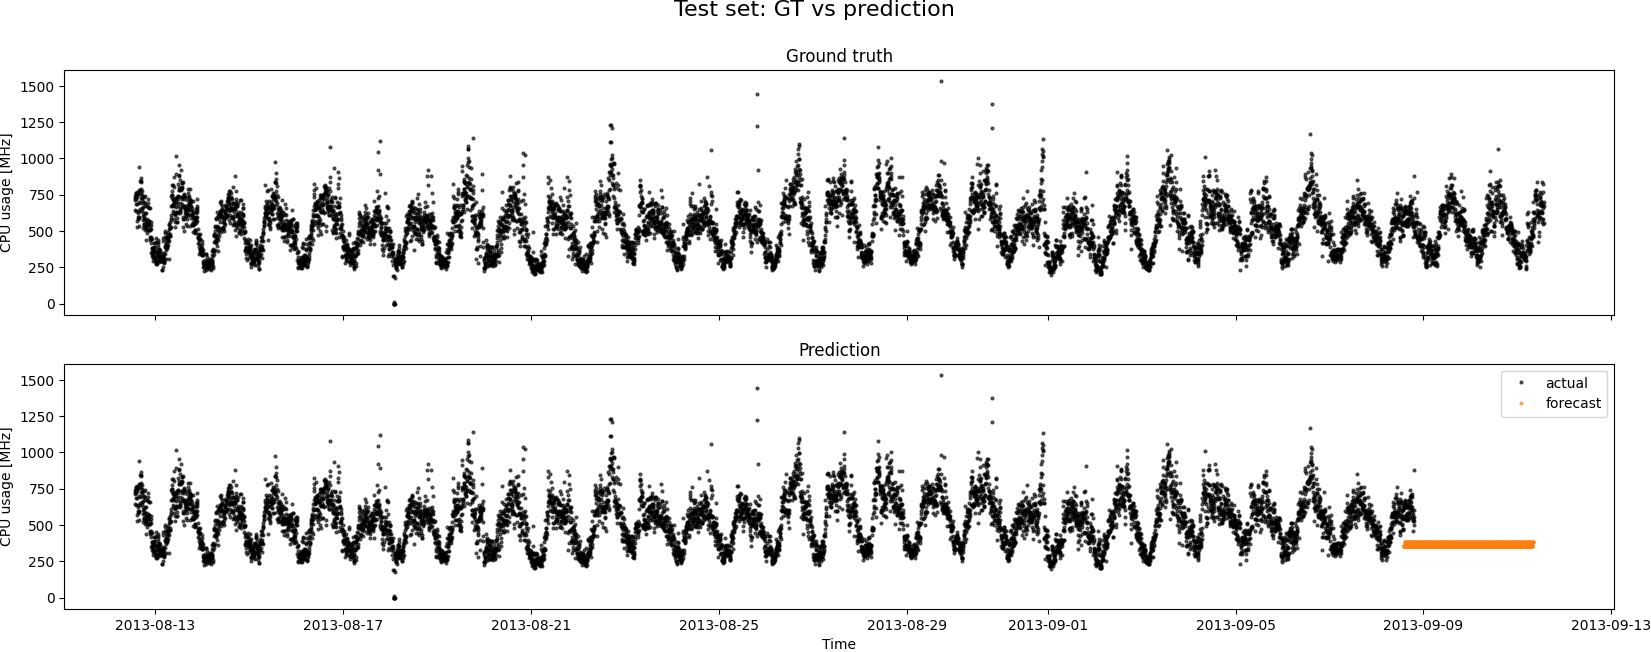 Test set: GT vs prediction
Ground truth
CPU usage [MHz]
1500
1250
1000
750
500
250
0
Prediction
CPU usage [MHz]
1500
1250
1000
750
500
250
0
actual
forecast
2013-08-13 2013-08-17 2013-08-21 2013-08-25 2013-08-29 2013-09-01 2013-09-05 2013-09-09 2013-09-13
Time